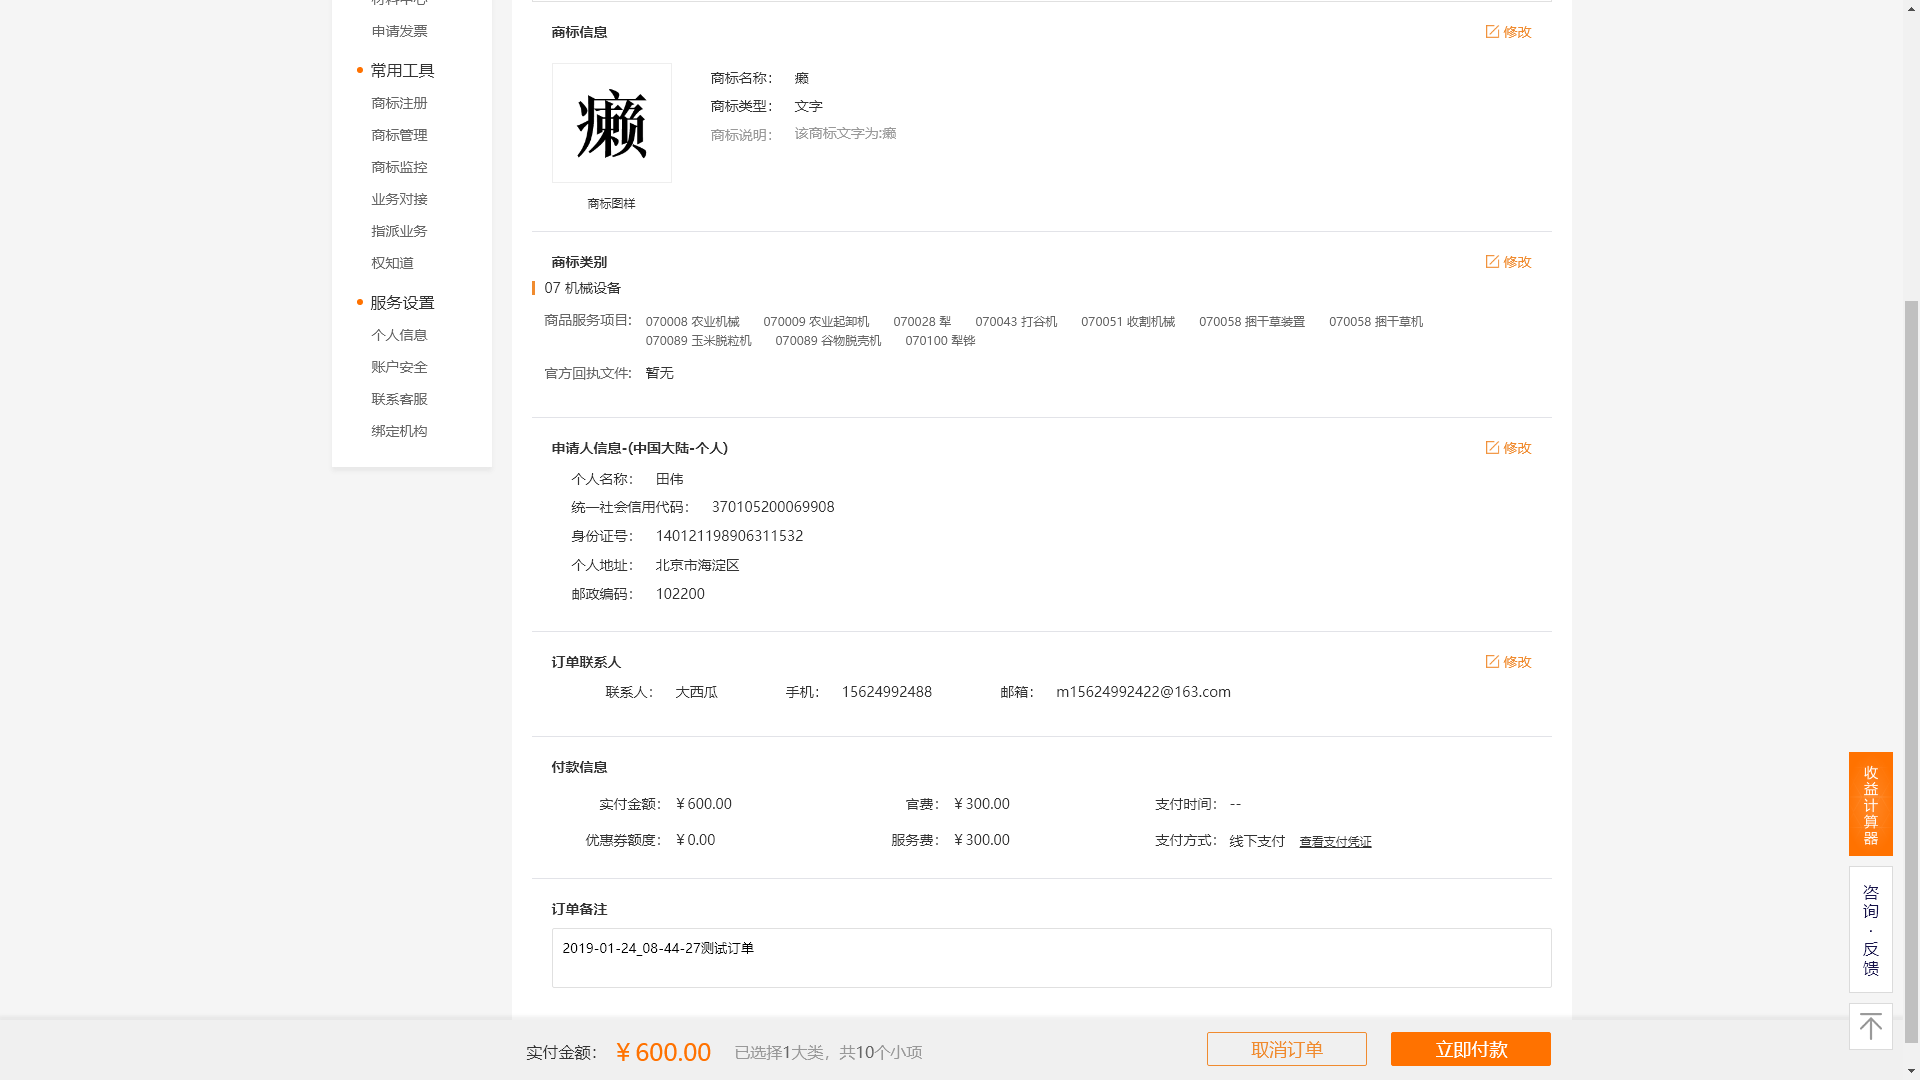 申请发票
常用工具
商标注册
商标管理
商标监控
业务对接
指派业务
权知道
服务设置
个人信息
账户安全
联系客服
绑定机构
商标信息
修改
癞
商标图样
商标名称： 癞
商标类型： 文字
商标说明： 该商标文字为:癞
商标类别
修改
07 机械设备
商品服务项目: 070008 农业机械 070009 农业起卸机 070028 犁 070043 打谷机 070051 收割机械 070058 捆干草装置 070058 捆干草机
070089 玉米脱粒机 070089 谷物脱壳机 070100 犁铧
官方回执文件: 暂无
申请人信息-(中国大陆-个人)
修改
个人名称： 田伟
统一社会信用代码： 370105200069908
身份证号： 140121198906311532
个人地址： 北京市海淀区
邮政编码： 102200
订单联系人
修改
联系人： 大西瓜 手机： 15624992488 邮箱： m15624992422@163.com
付款信息
实付金额： ¥600.00 官费： ¥300.00 支付时间： --
优惠券额度： ¥0.00 服务费： ¥300.00 支付方式： 线下支付 查看支付凭证
订单备注
2019-01-24_08-44-27测试订单
实付金额： ¥600.00 已选择1大类，共10个小项
取消订单
立即付款
收益计算器
咨询·反馈